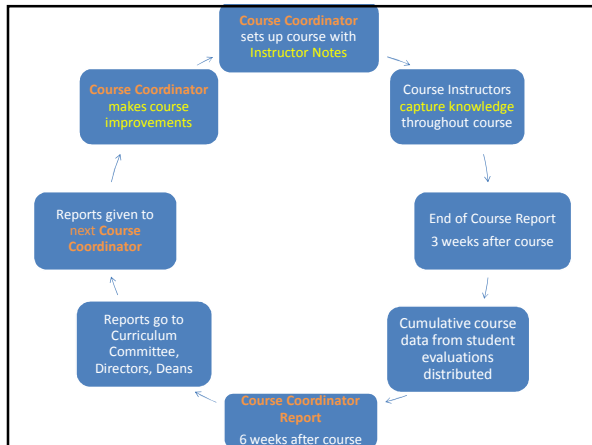 Course Coordinator
sets up course with
Instructor Notes
Course Instructors
capture knowledge
throughout course
End of Course Report
3 weeks after course
Cumulative course
data from student
evaluations
distributed
Course Coordinator
Report
6 weeks after course
Reports go to
Curriculum
Committee,
Directors, Deans
Reports given to
next Course
Coordinator
Course Coordinator
makes course
improvements